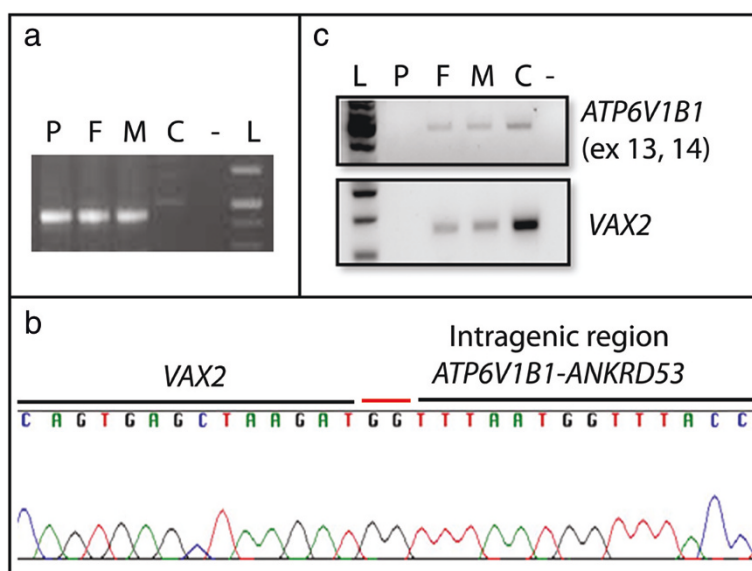 a
P F M C - L
c
L P F M C -
ATP6V1B1
(ex 13, 14)
VAX2
b
VAX2
Intragenic region
ATP6V1B1-ANKRD53
C A G T G A G C T A A G A T G G T T T A A T G G T T T A C C